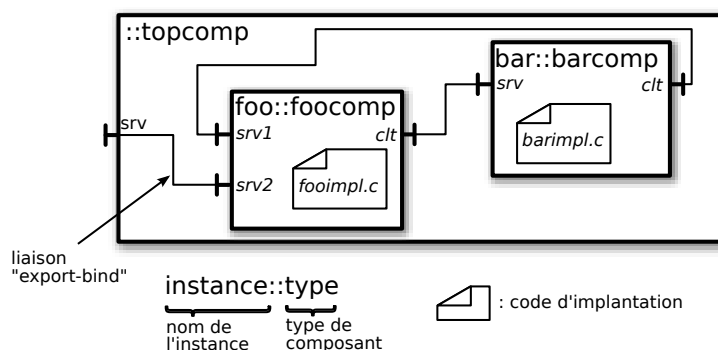 ::topcomp
bar::barcomp
srv
clt
foo::foocomp
srv
srv1
clt
barimpl.c
srv2
fooimpl.c
liaison
"export-bind"
instance::type
: code d'implantation
nom de
l'instance
type de
composant